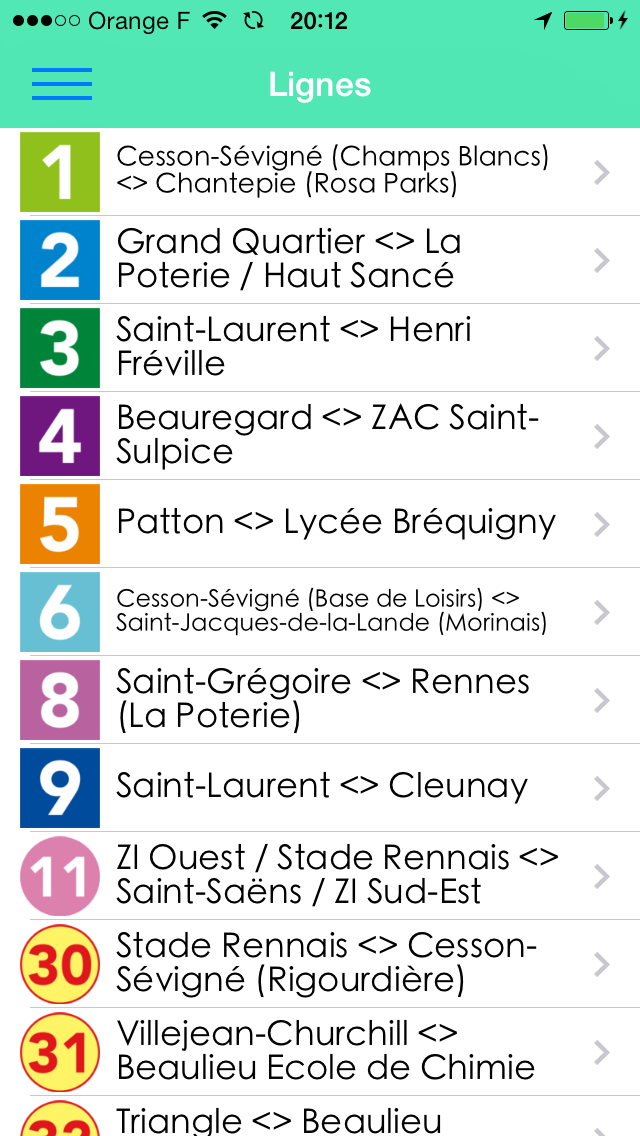 Orange F 20:12
Lignes
1
Cesson-Sévigné (Champs Blancs)
<> Chantepie (Rosa Parks)
2
Grand Quartier <> La
Poterie / Haut Sancé
3
Saint-Laurent <> Henri
Fréville
4
Beauregard <> ZAC Saint-
Sulpice
5
Patton <> Lycée Bréquigny
6
Cesson-Sévigné (Base de Loisirs) <>
Saint-Jacques-de-la-Lande (Morinais)
8
Saint-Grégoire <> Rennes
(La Poterie)
9
Saint-Laurent <> Cleunay
11
ZI Ouest / Stade Rennais <>
Saint-Saëns / ZI Sud-Est
30
Stade Rennais <> Cesson-
Sévigné (Rigourdière)
31
Villejean-Churchill <>
Beaulieu Ecole de Chimie
Triangle <> Beaulieu